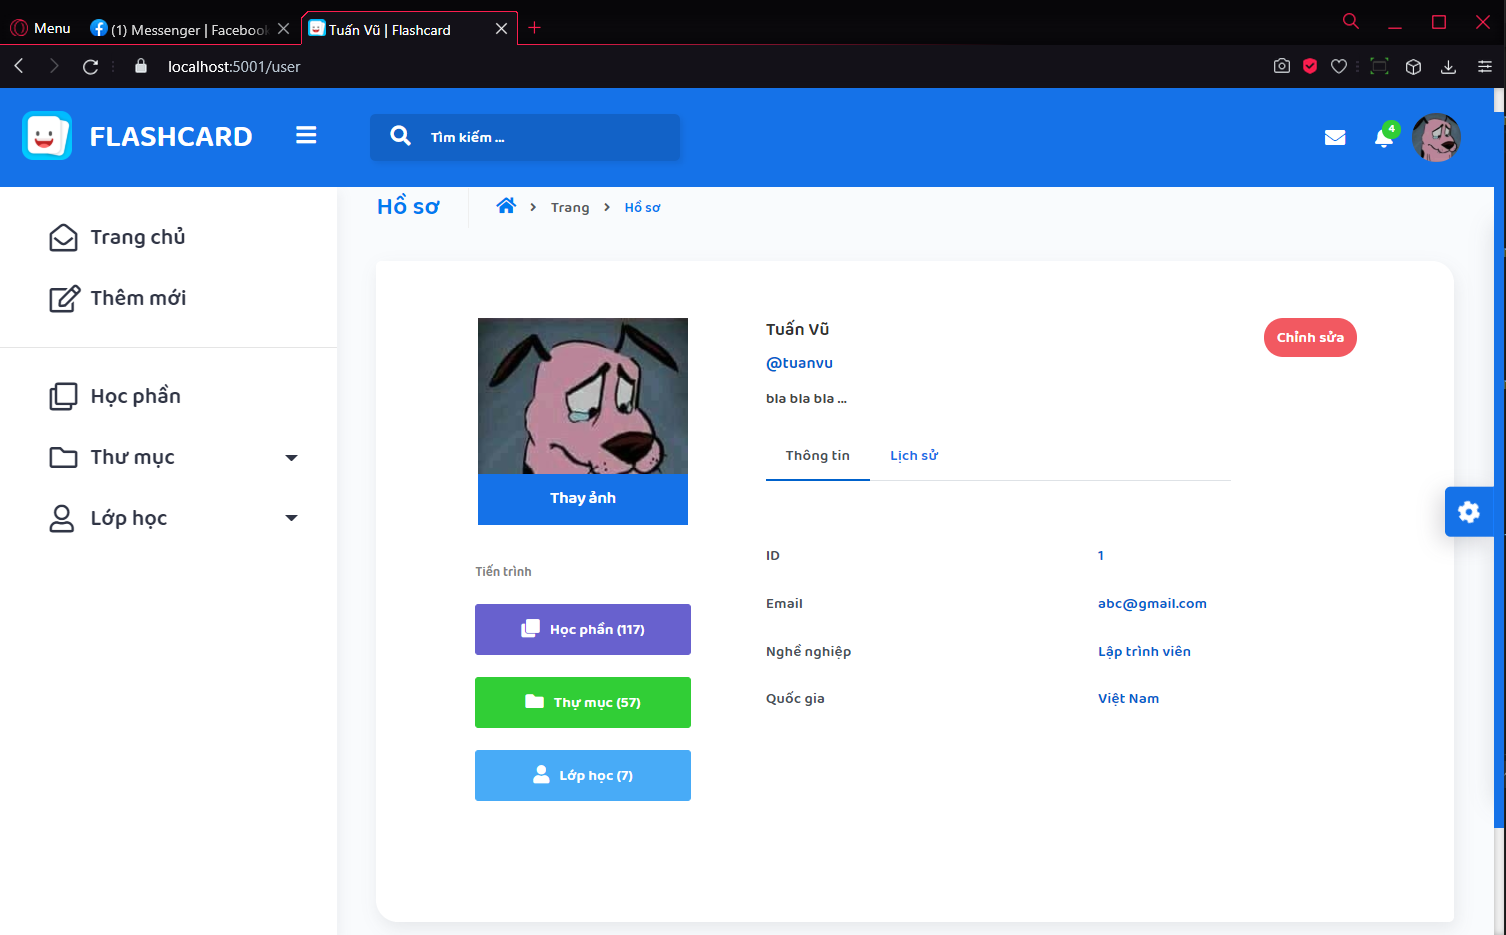 Menu
(1) Messenger | Facebook
Tuấn Vũ | Flashcard
localhost:5001/user
FLASHCARD
Tìm kiếm ...
4
Hồ sơ
Trang
Hồ sơ
Trang chủ
Thêm mới
Học phần
Thư mục
Lớp học
Thay ảnh
Tiến trình
Học phần (117)
Thự mục (57)
Lớp học (7)
Tuấn Vũ
@tuanvu
bla bla bla ...
Chỉnh sửa
Thông tin
Lịch sử
ID
1
Email
abc@gmail.com
Nghề nghiệp
Lập trình viên
Quốc gia
Việt Nam